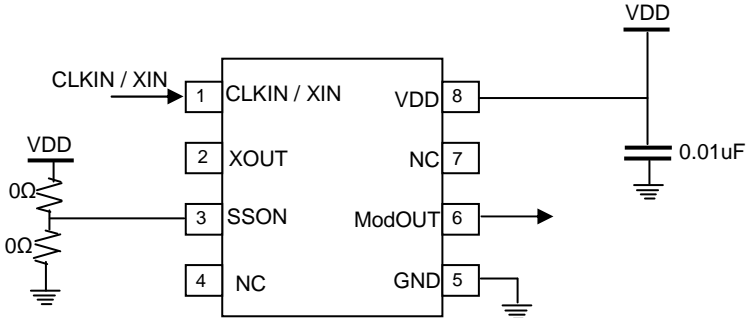 VDD
CLKIN / XIN
1 CLKIN / XIN
VDD 8
VDD
2 XOUT
NC 7
0.01uF
0Ω
3 SSON
ModOUT 6
0Ω
4 NC
GND 5